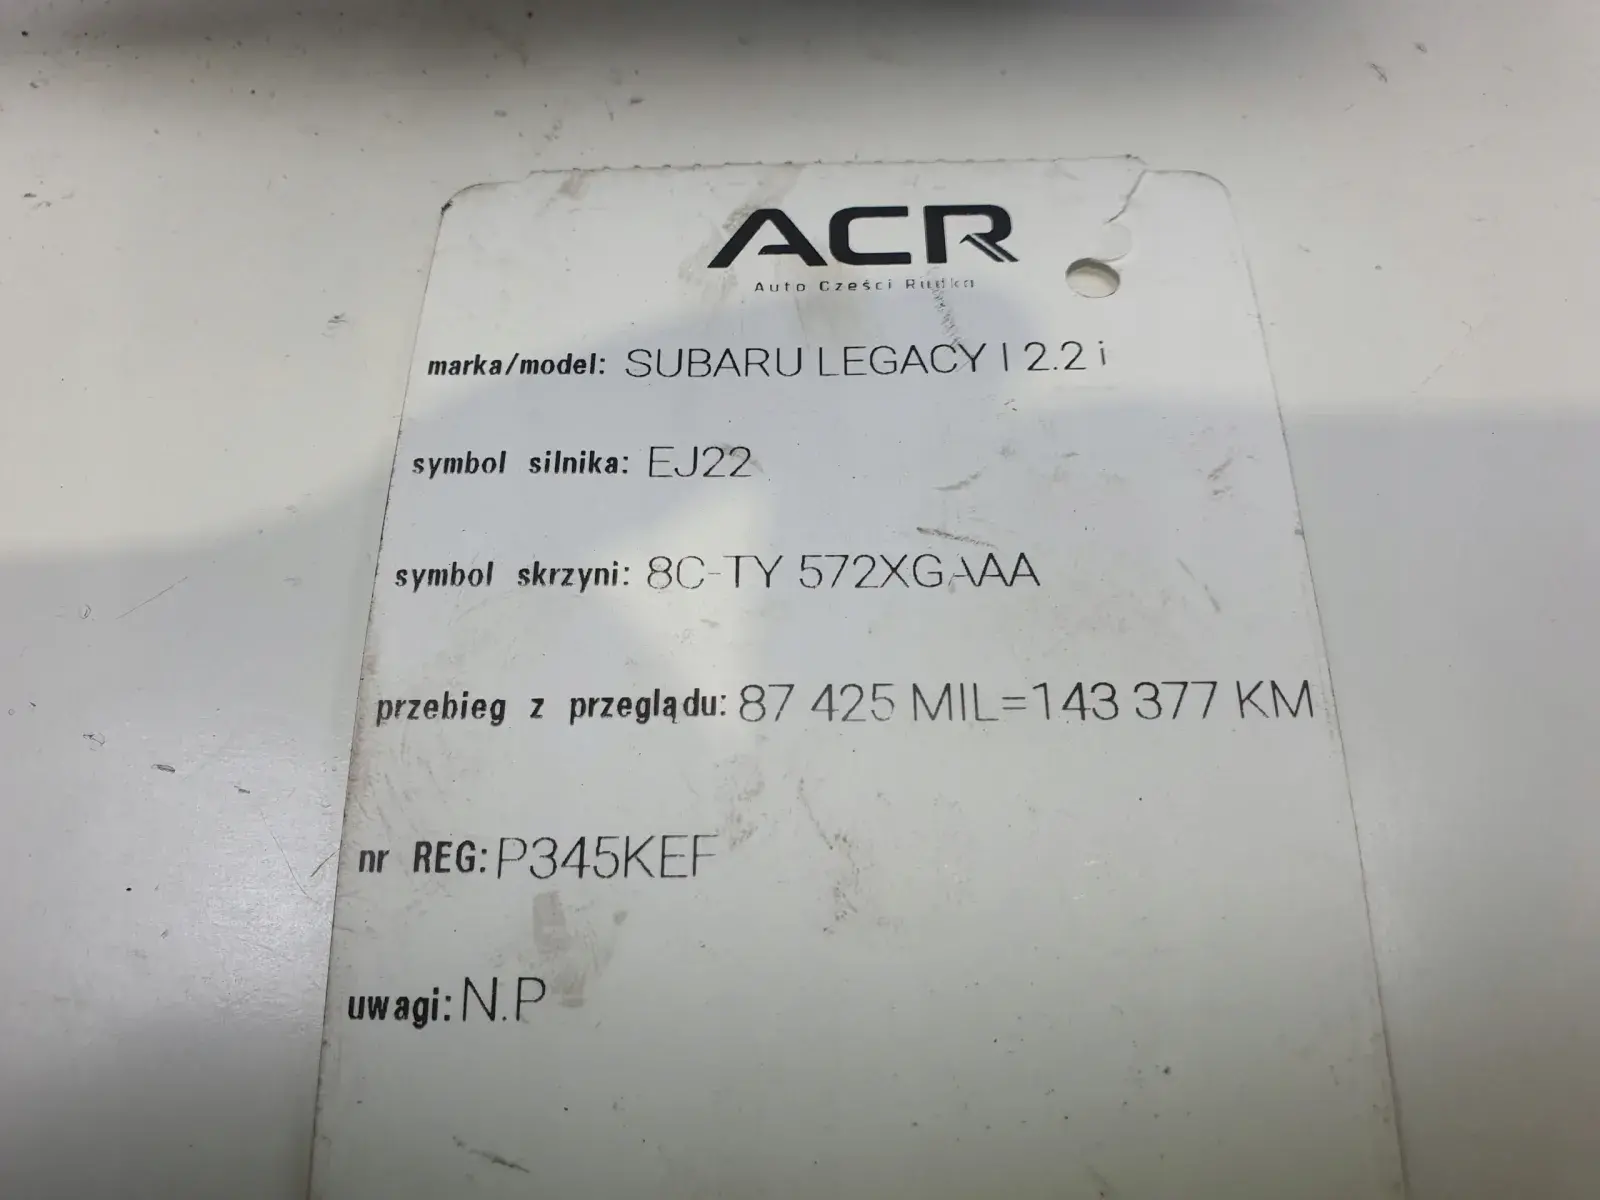 ACR
Auto Części Rudka
marka/model: SUBARU LEGACY I 2.2 i
symbol silnika: EJ22
symbol skrzyni: 8C-TY 572XGAAAA
przebieg z przeglądu: 87 425 MIL=143 377 KM
nr REG: P345KEF
uwagi: N.P